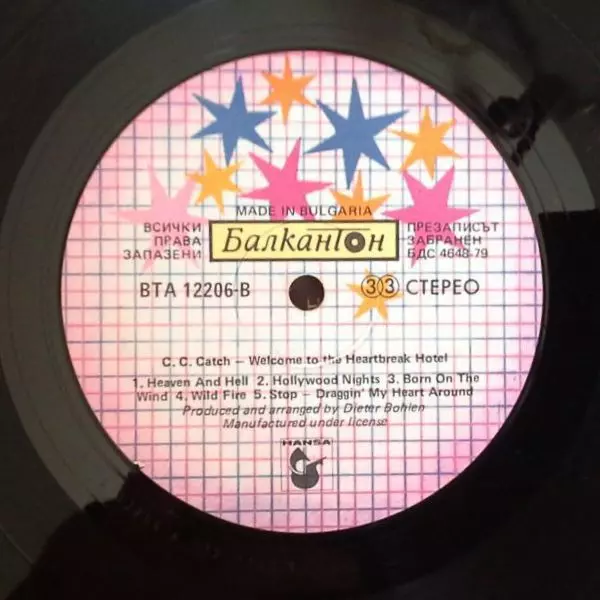 MADE IN BULGARIA
ВСИЧКИ
ПРАВА
ЗАПАЗЕНИ
Балкантон
ПРЕЗАПИСЪТ
ЗАБРАНЕН
БДС 4648-79
ВТА 12206-В
33 СТЕРЕО
C. C. Catch – Welcome to the Heartbreak Hotel
1. Heaven And Hell 2. Hollywood Nights 3. Born On The
Wind 4. Wild Fire 5. Stop – Draggin' My Heart Around
Produced and arranged by Dieter Bohlen
Manufactured under license
HANSA